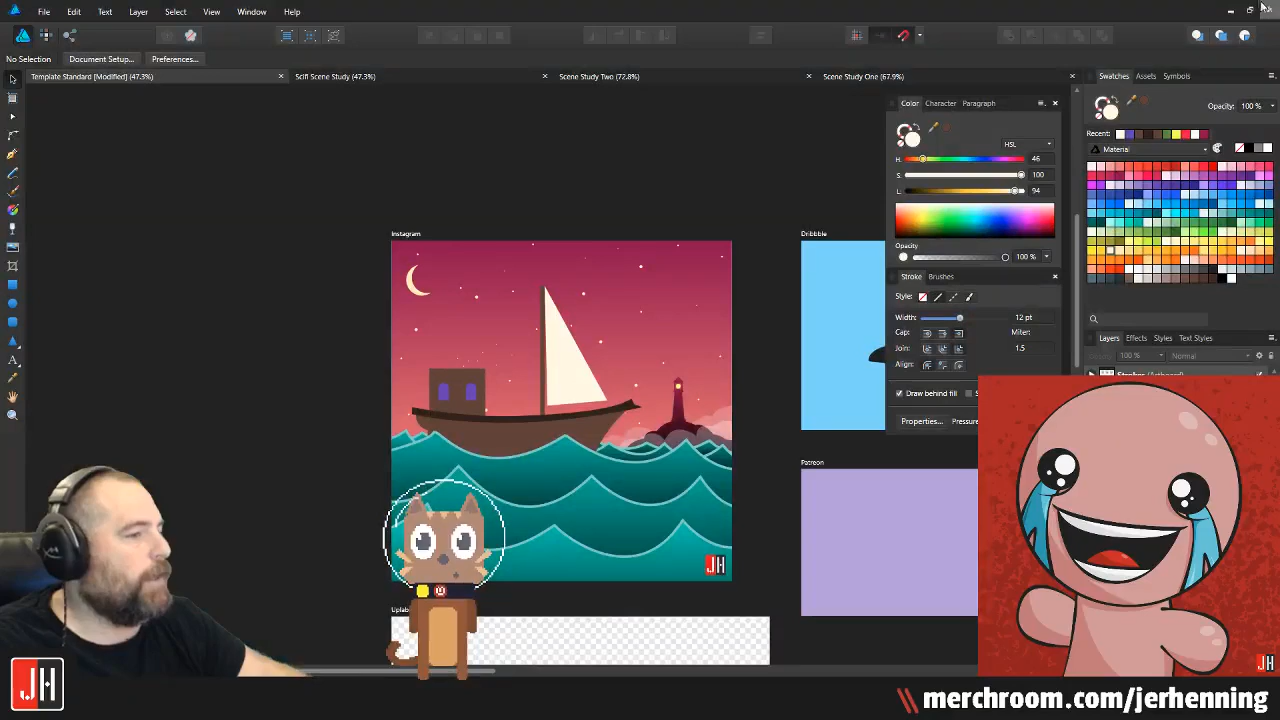 File Edit Text Layer Select View Window Help
No Selection Document Setup... Preferences...
Template Standard [Modified] (47.3%) Scifi Scene Study (47.3%) Scene Study Two (72.8%) Scene Study One (67.9%)
Swatches Assets Symbols
Color Character Paragraph
Opacity: 100 %
HSL
Recent:
Material
H: 46
S: 100
L: 94
Instagram
Dribbble
Opacity
100 %
Stroke Brushes
Style:
Width: 12 pt
Cap: Miter:
Join: 1.5
Align:
Layers Effects Styles Text Styles
100 % Normal
Draw behind fill
Properties... Pressure
Patreon
JH
Uplab
JH
JH
\\ merchroom.com/jerhenning